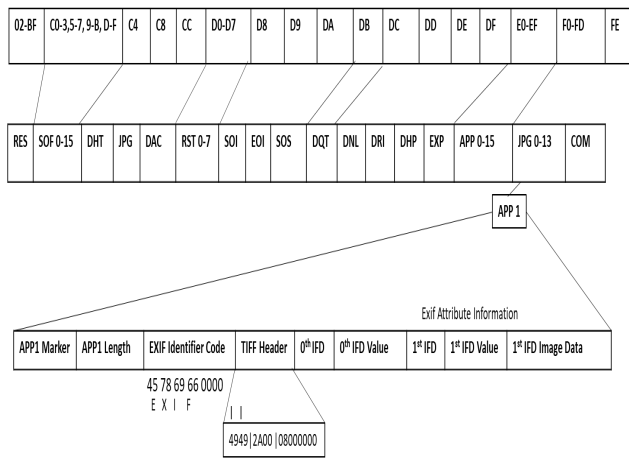 02-BF C0-3,5-7, 9-B, D-F C4 C8 CC D0-D7 D8 D9 DA DB DC DD DE DF E0-EF F0-FD FE
RES SOF 0-15 DHT JPG DAC RST 0-7 SOI EOI SOS DQT DNL DRI DHP EXP APP 0-15 JPG 0-13 COM
APP 1
Exif Attribute Information
APP1 Marker APP1 Length EXIF Identifier Code TIFF Header 0th IFD 0th IFD Value 1st IFD 1st IFD Value 1st IFD Image Data
45 78 69 66 0000
E X I F
I I
4949|2A00|08000000